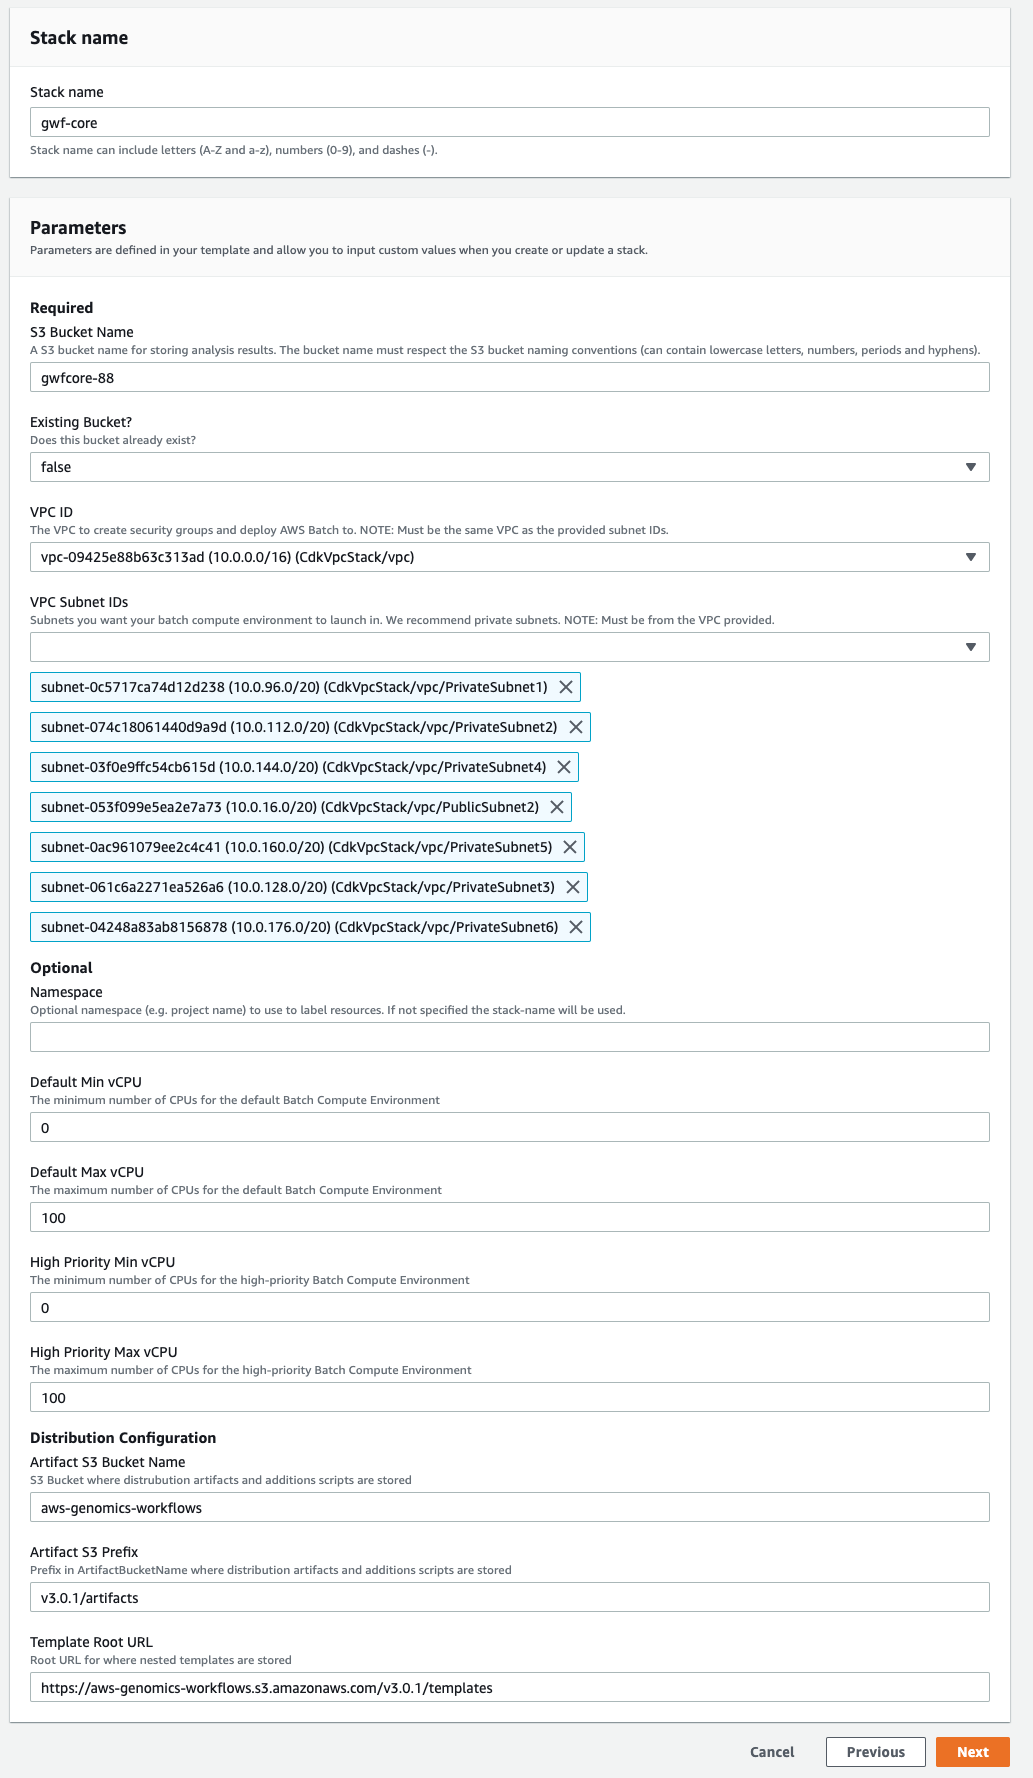 Stack name
Stack name
gwf-core
Stack name can include letters (A-Z and a-z), numbers (0-9), and dashes (-).
Parameters
Parameters are defined in your template and allow you to input custom values when you create or update a stack.
Required
S3 Bucket Name
A S3 bucket name for storing analysis results. The bucket name must respect the S3 bucket naming conventions (can contain lowercase letters, numbers, periods and hyphens).
gwfcore-88
Existing Bucket?
Does this bucket already exist?
false
VPC ID
The VPC to create security groups and deploy AWS Batch to. NOTE: Must be the same VPC as the provided subnet IDs.
vpc-09425e88b63c313ad (10.0.0.0/16) (CdkVpcStack/vpc)
VPC Subnet IDs
Subnets you want your batch compute environment to launch in. We recommend private subnets. NOTE: Must be from the VPC provided.
subnet-0c5717ca74d12d238 (10.0.96.0/20) (CdkVpcStack/vpc/PrivateSubnet1)
subnet-074c18061440d9a9d (10.0.112.0/20) (CdkVpcStack/vpc/PrivateSubnet2)
subnet-03f0e9ffc54cb615d (10.0.144.0/20) (CdkVpcStack/vpc/PrivateSubnet4)
subnet-053f099e5ea2e7a73 (10.0.16.0/20) (CdkVpcStack/vpc/PublicSubnet2)
subnet-0ac961079ee2c4c41 (10.0.160.0/20) (CdkVpcStack/vpc/PrivateSubnet5)
subnet-061c6a2271ea526a6 (10.0.128.0/20) (CdkVpcStack/vpc/PrivateSubnet3)
subnet-04248a83ab8156878 (10.0.176.0/20) (CdkVpcStack/vpc/PrivateSubnet6)
Optional
Namespace
Optional namespace (e.g. project name) to use to label resources. If not specified the stack-name will be used.
Default Min vCPU
The minimum number of CPUs for the default Batch Compute Environment
0
Default Max vCPU
The maximum number of CPUs for the default Batch Compute Environment
100
High Priority Min vCPU
The minimum number of CPUs for the high-priority Batch Compute Environment
0
High Priority Max vCPU
The maximum number of CPUs for the high-priority Batch Compute Environment
100
Distribution Configuration
Artifact S3 Bucket Name
S3 Bucket where distrubution artifacts and additions scripts are stored
aws-genomics-workflows
Artifact S3 Prefix
Prefix in ArtifactBucketName where distribution artifacts and additions scripts are stored
v3.0.1/artifacts
Template Root URL
Root URL for where nested templates are stored
https://aws-genomics-workflows.s3.amazonaws.com/v3.0.1/templates
Cancel Previous Next